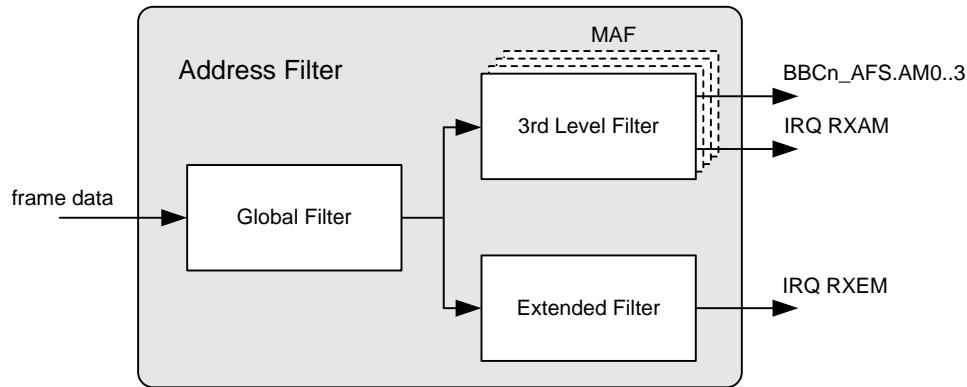 MAF
Address Filter
BBCn_AFS.AM0..3
3rd Level Filter
IRQ RXAM
frame data
Global Filter
IRQ RXEM
Extended Filter